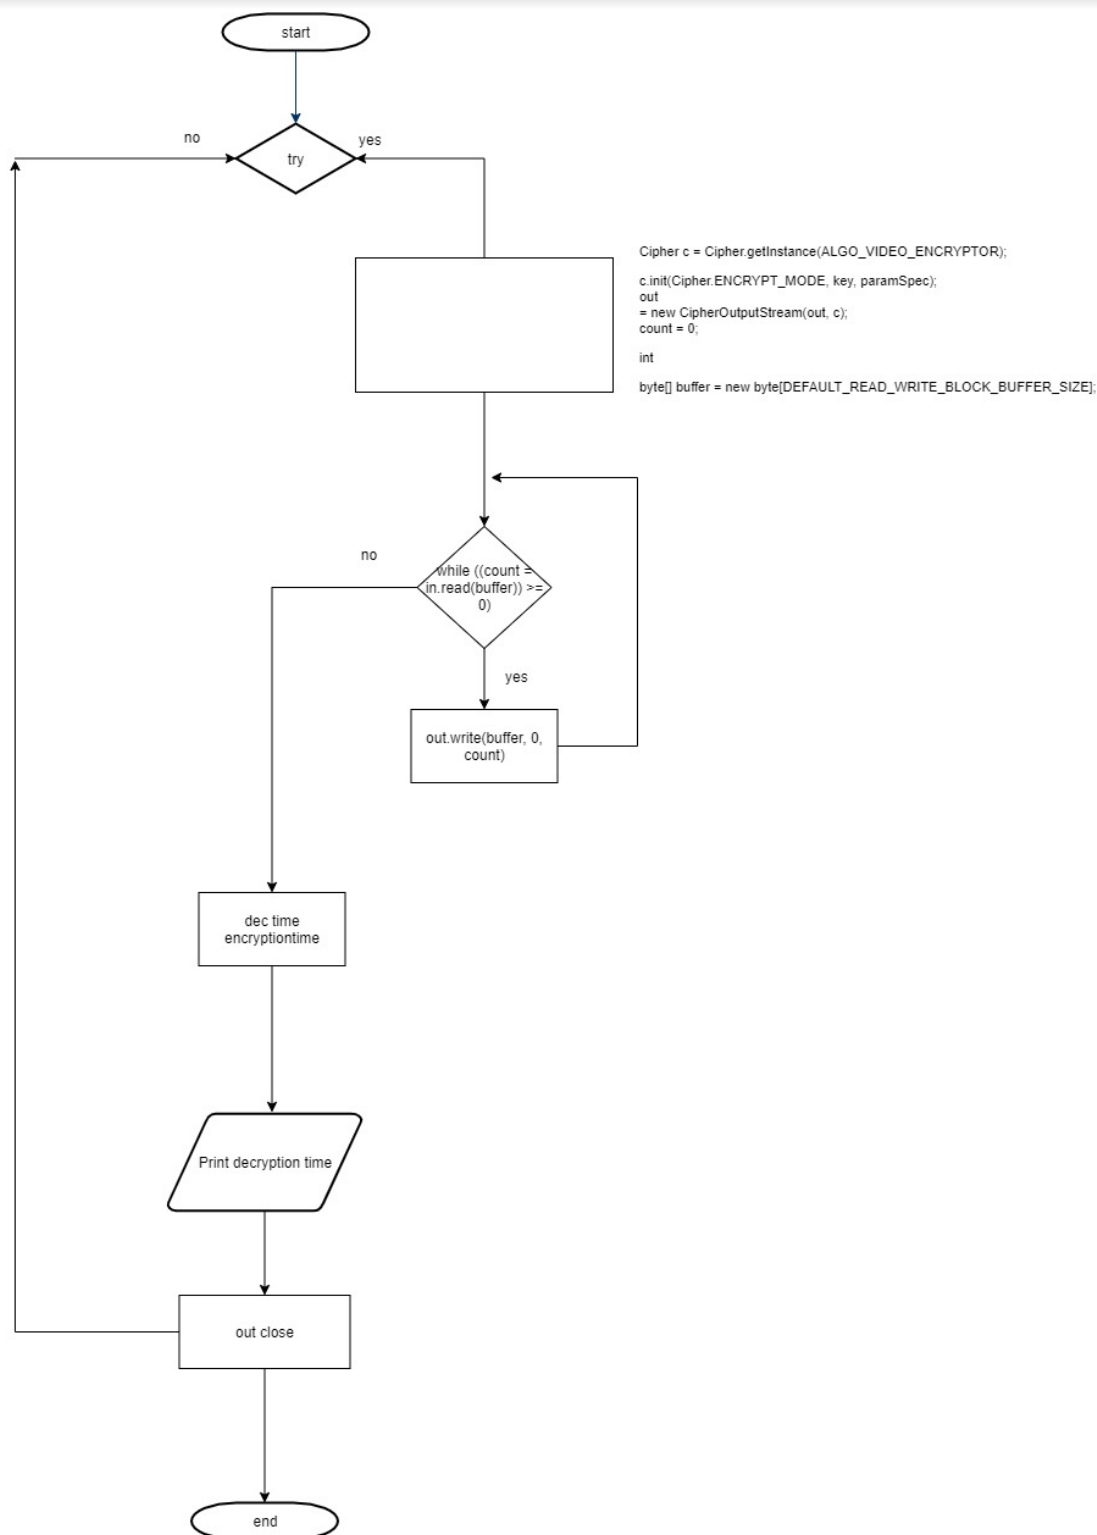 start
no
yes
try
Cipher c = Cipher.getInstance(ALGO_VIDEO_ENCRYPTOR);
c.init(Cipher.ENCRYPT_MODE, key, paramSpec);
out
= new CipherOutputStream(out, c);
count = 0;
int
byte[] buffer = new byte[DEFAULT_READ_WRITE_BLOCK_BUFFER_SIZE];
no
while ((count =
in.read(buffer)) >=
0)
yes
out.write(buffer, 0,
count)
dec time
encryptiontime
Print decryption time
out close
end